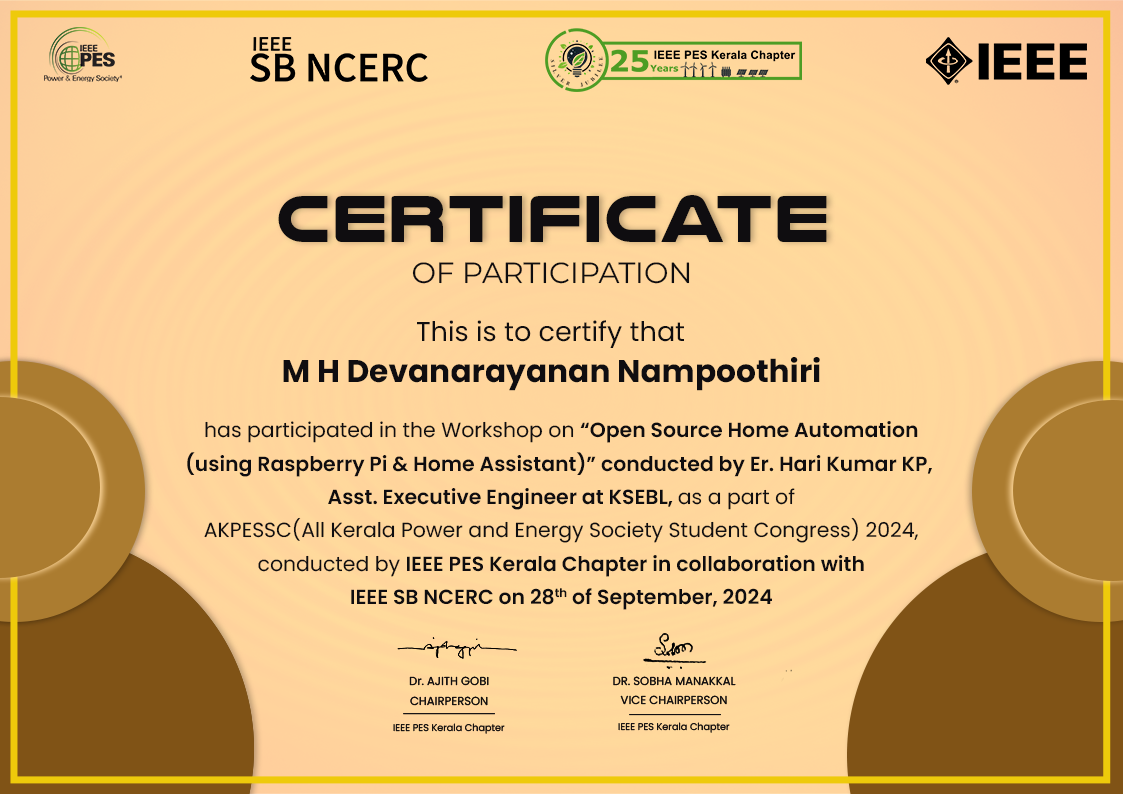 IEEE
PES
Power & Energy Society®
IEEE
SB NCERC
SILVER JUBILEE
25 Years
IEEE PES Kerala Chapter
IEEE
CERTIFICATE
OF PARTICIPATION
This is to certify that
M H Devanarayanan Nampoothiri
has participated in the Workshop on “Open Source Home Automation
(using Raspberry Pi & Home Assistant)” conducted by Er. Hari Kumar KP,
Asst. Executive Engineer at KSEBL, as a part of
AKPESSC(All Kerala Power and Energy Society Student Congress) 2024,
conducted by IEEE PES Kerala Chapter in collaboration with
IEEE SB NCERC on 28th of September, 2024
Dr. AJITH GOBI
CHAIRPERSON
IEEE PES Kerala Chapter
DR. SOBHA MANAKKAL
VICE CHAIRPERSON
IEEE PES Kerala Chapter